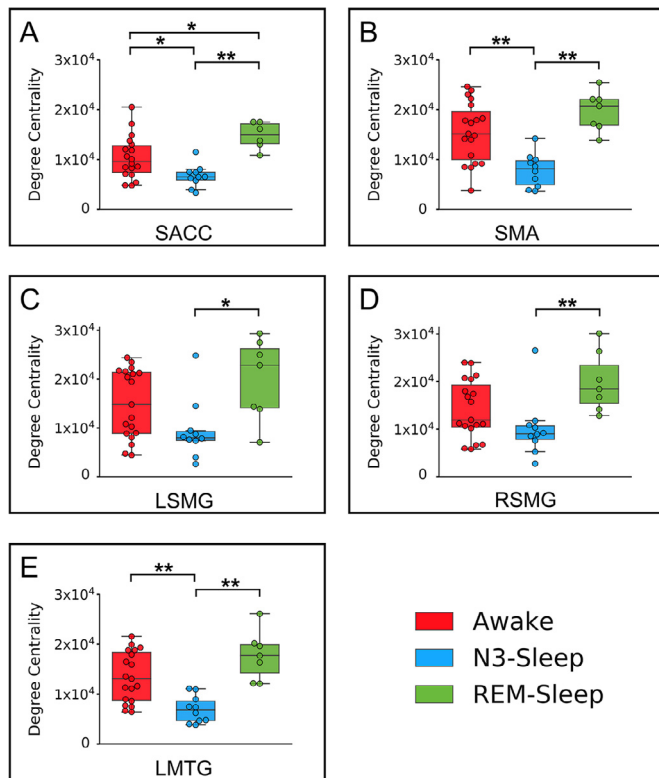 A
*
*
**
3x10⁴
2x10⁴
1x10⁴
0
Degree Centrality
SACC
B
**
**
3x10⁴
2x10⁴
1x10⁴
0
Degree Centrality
SMA
C
*
3x10⁴
2x10⁴
1x10⁴
0
Degree Centrality
LSMG
D
**
3x10⁴
2x10⁴
1x10⁴
0
Degree Centrality
RSMG
E
**
**
3x10⁴
2x10⁴
1x10⁴
0
Degree Centrality
LMTG
Awake
N3-Sleep
REM-Sleep